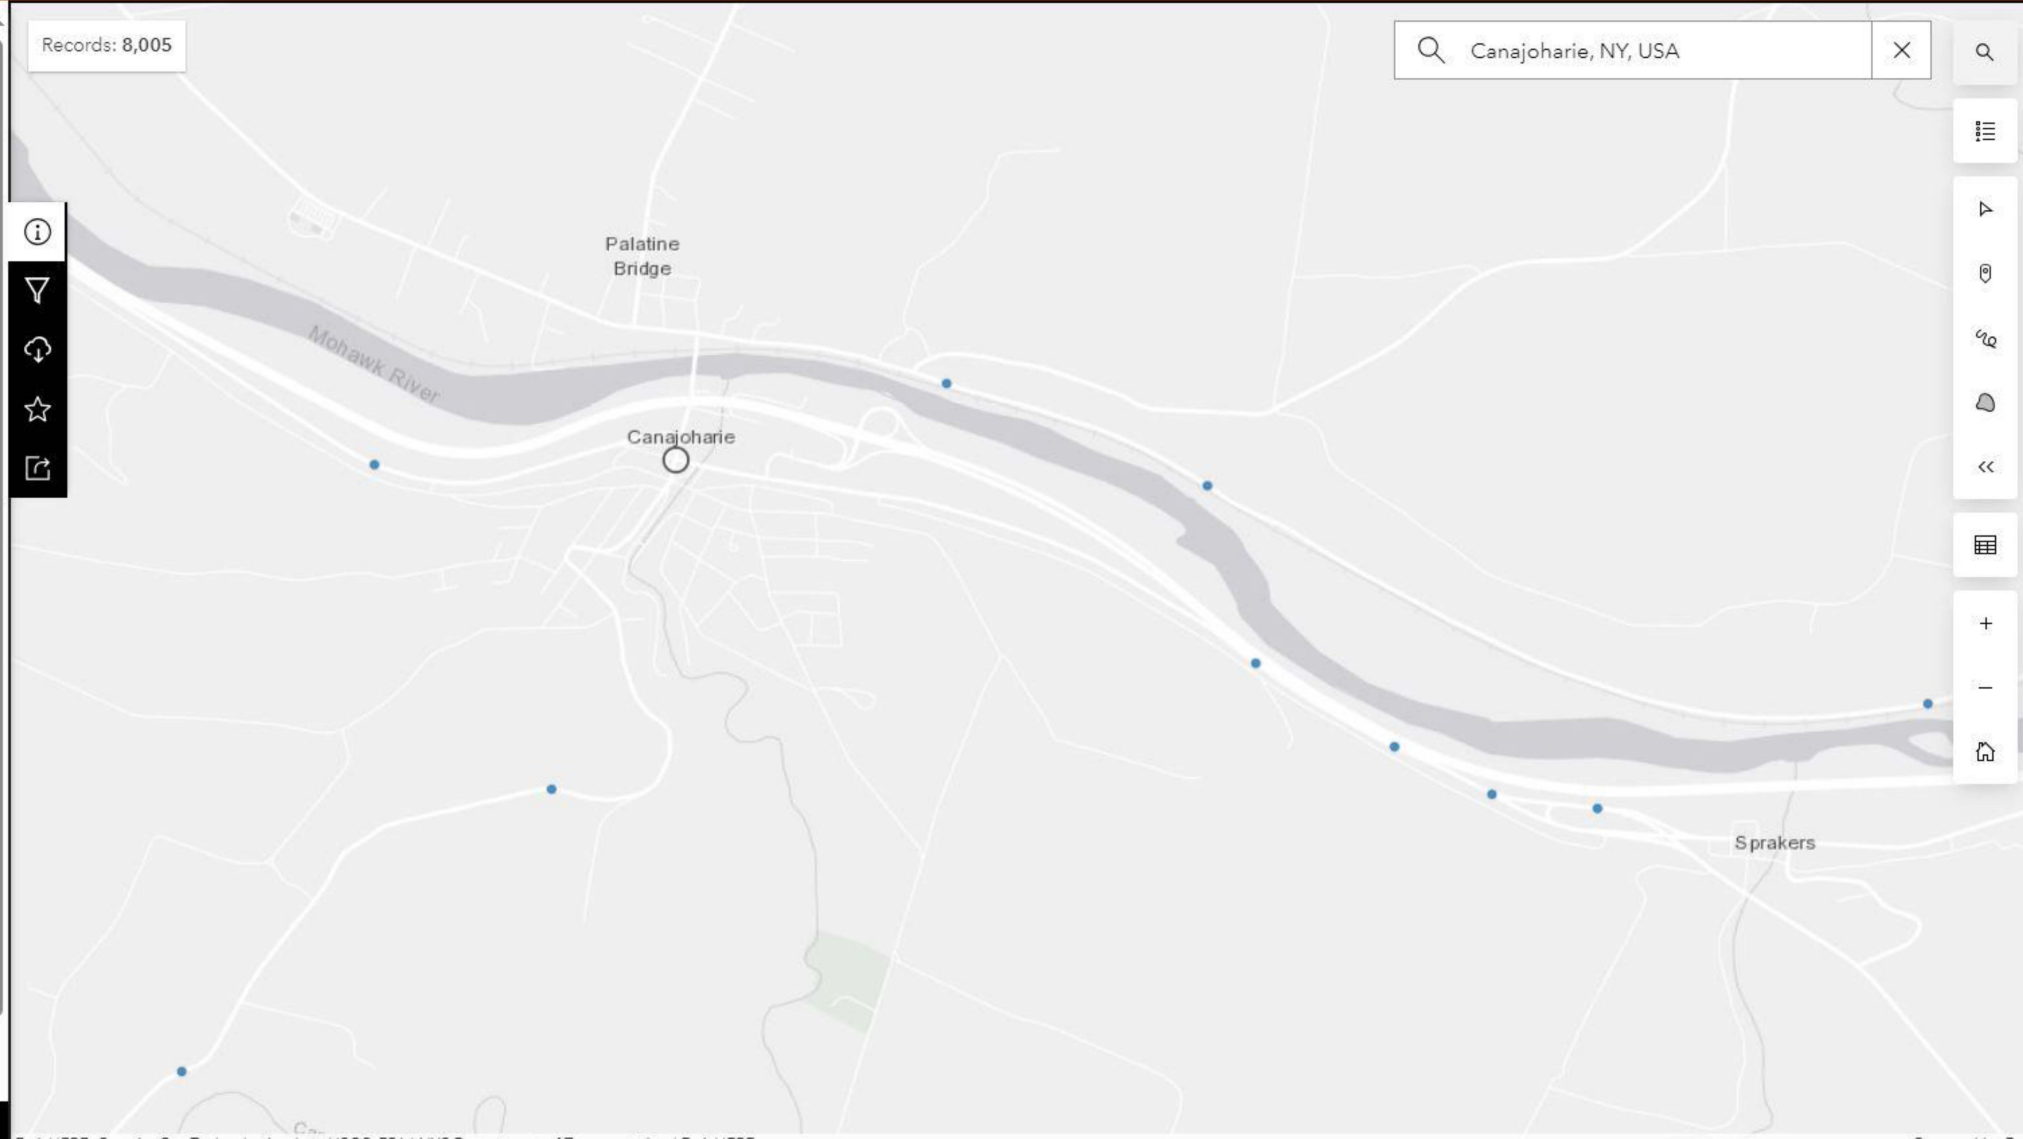 Records: 8,005
Canajoharie, NY, USA
Palatine
Bridge
Mohawk River
Canajoharie
Sprakers